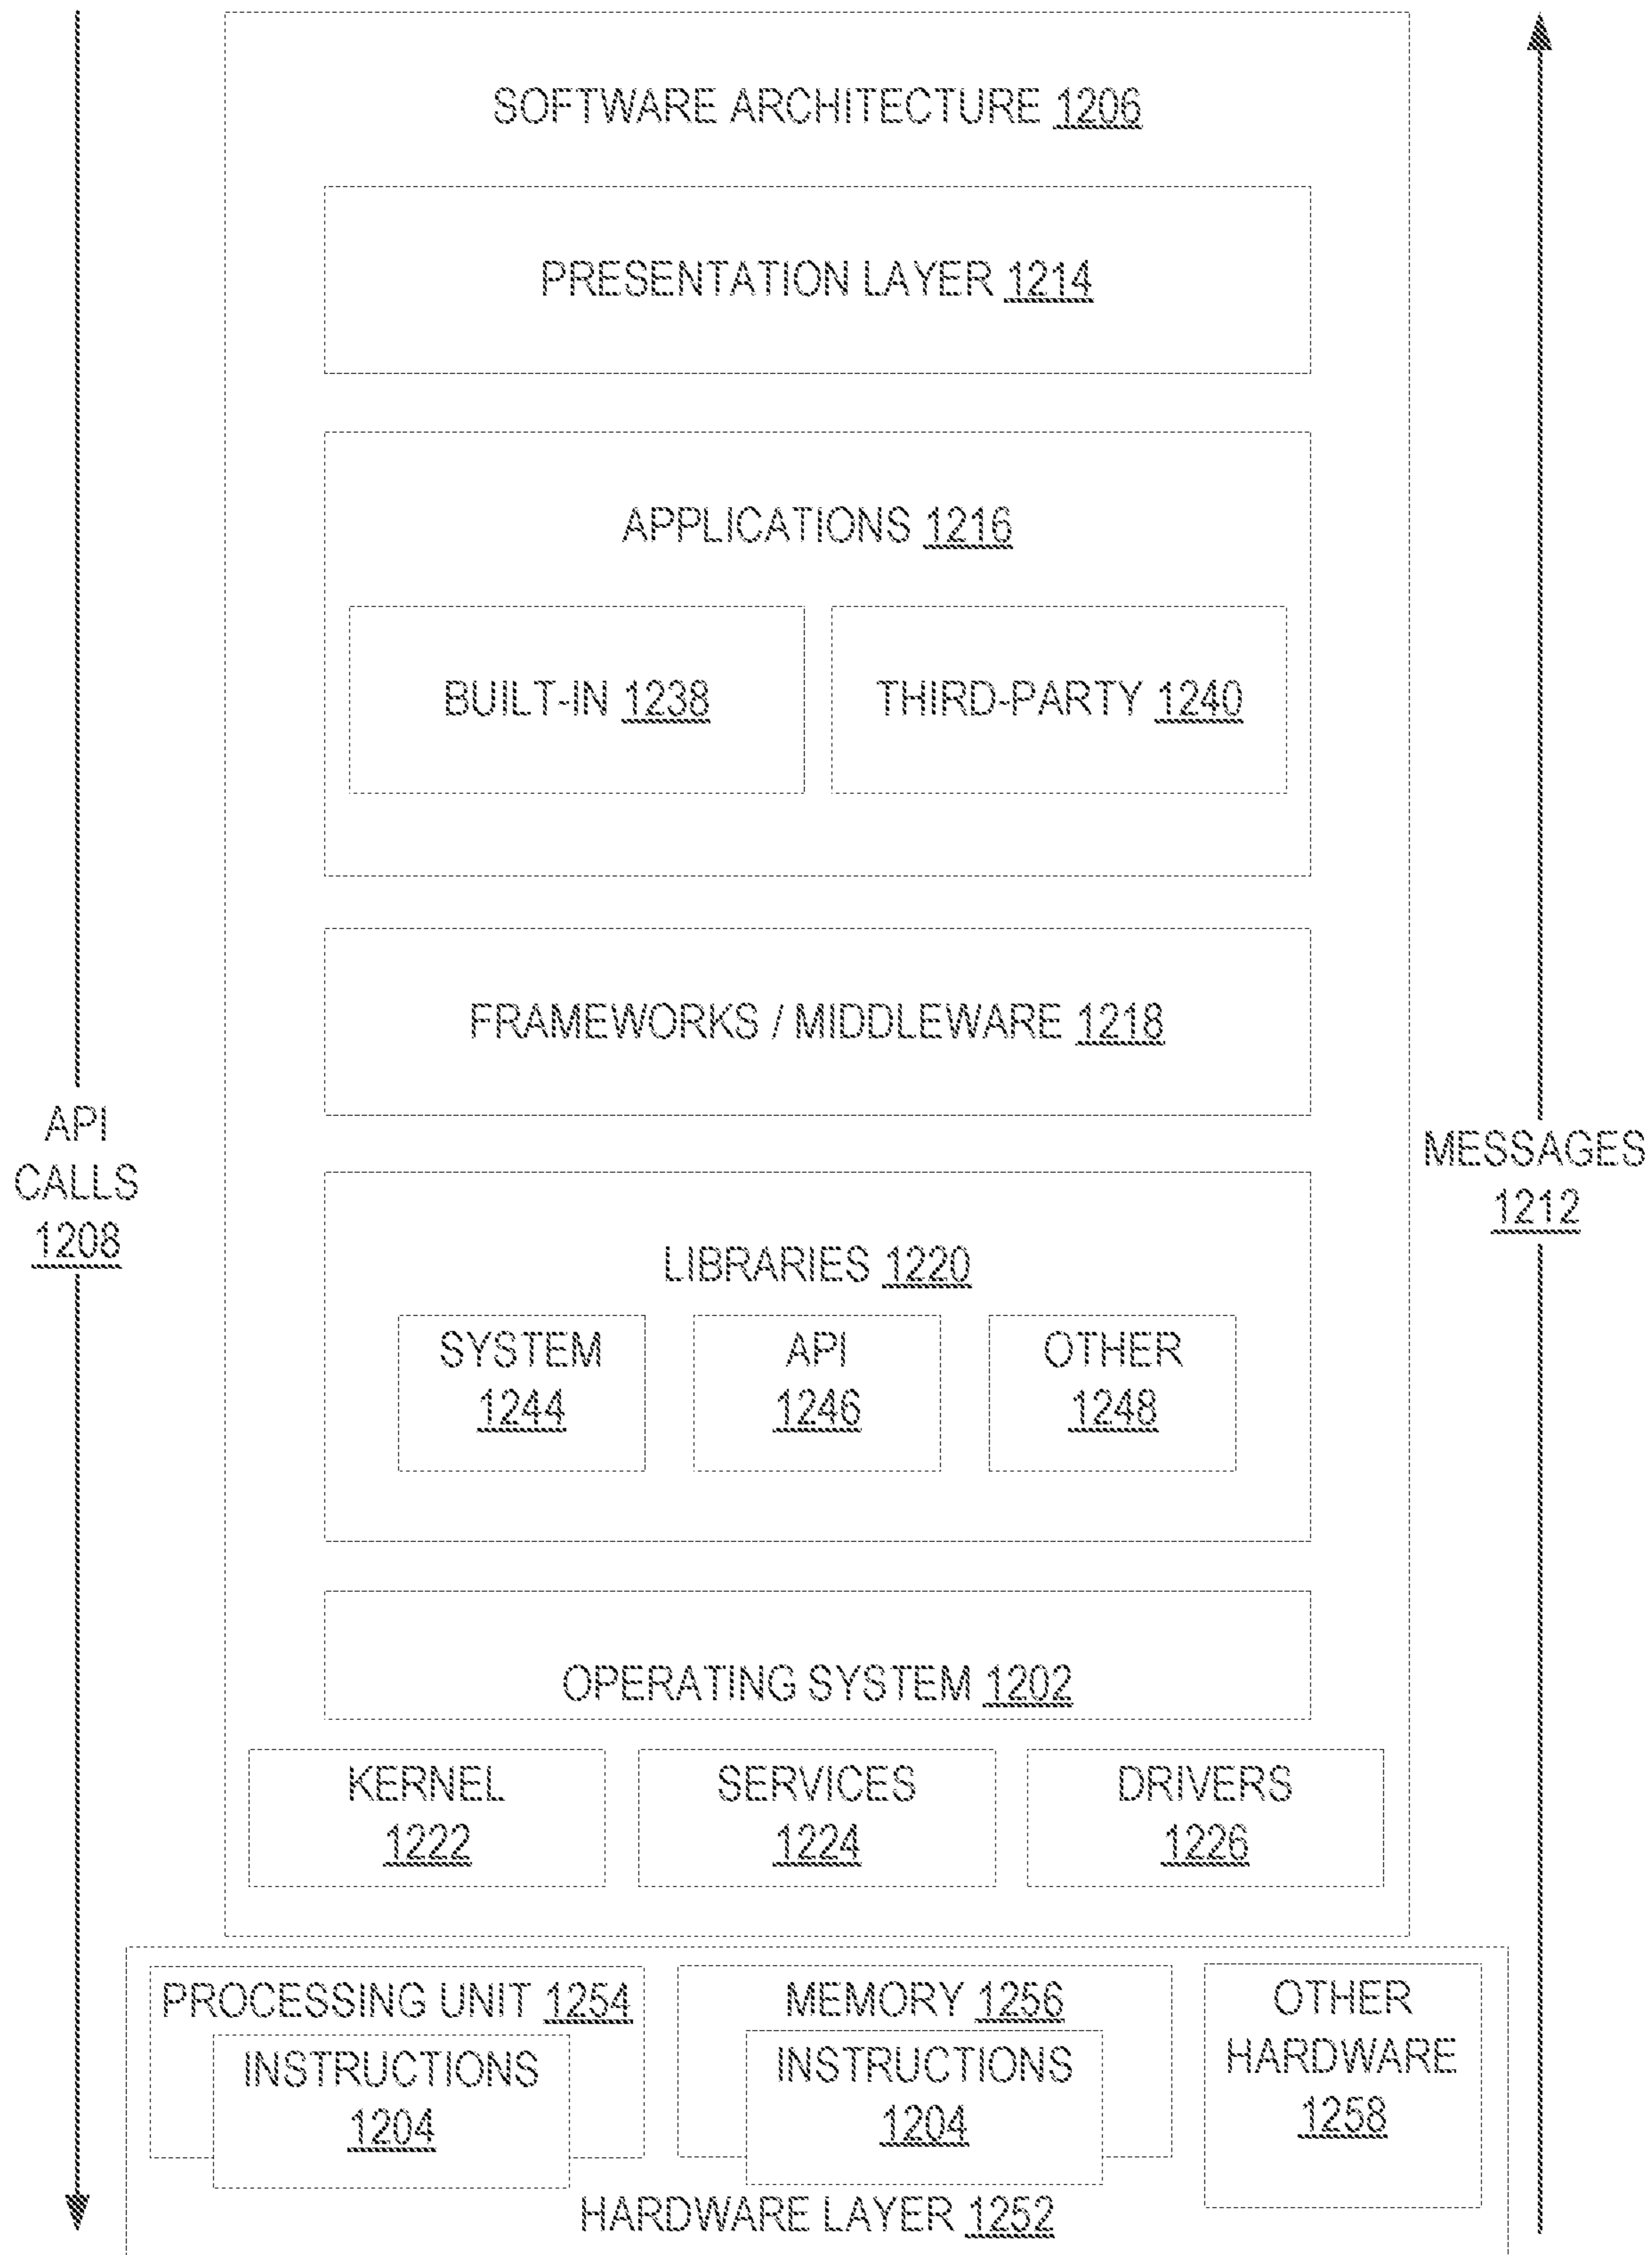 SOFTWARE ARCHITECTURE 1206
PRESENTATION LAYER 1214
APPLICATIONS 1216
BUILT-IN 1238
THIRD-PARTY 1240
FRAMEWORKS / MIDDLEWARE 1218
API
CALLS
1208
MESSAGES
1212
LIBRARIES 1220
SYSTEM
1244
API
1246
OTHER
1248
OPERATING SYSTEM 1202
KERNEL
1222
SERVICES
1224
DRIVERS
1226
PROCESSING UNIT 1254
INSTRUCTIONS
1204
MEMORY 1256
INSTRUCTIONS
1204
OTHER
HARDWARE
1258
HARDWARE LAYER 1252